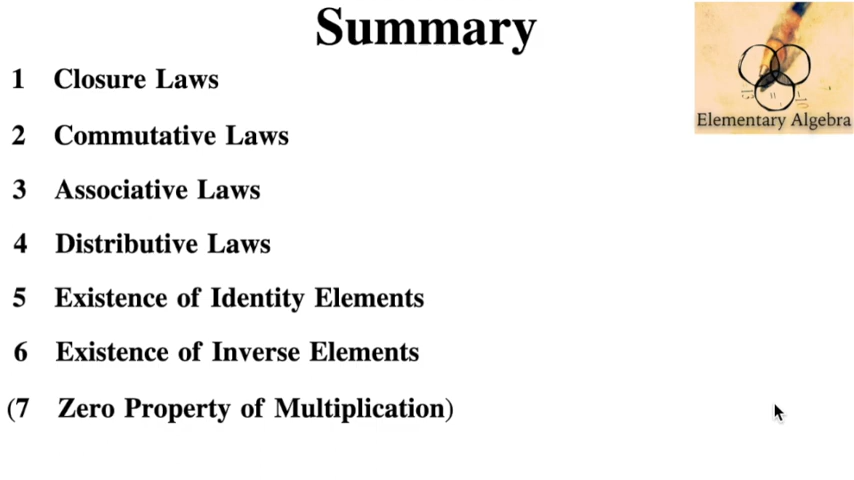 Summary
1 Closure Laws
2 Commutative Laws
3 Associative Laws
4 Distributive Laws
5 Existence of Identity Elements
6 Existence of Inverse Elements
(7 Zero Property of Multiplication)
Elementary Algebra